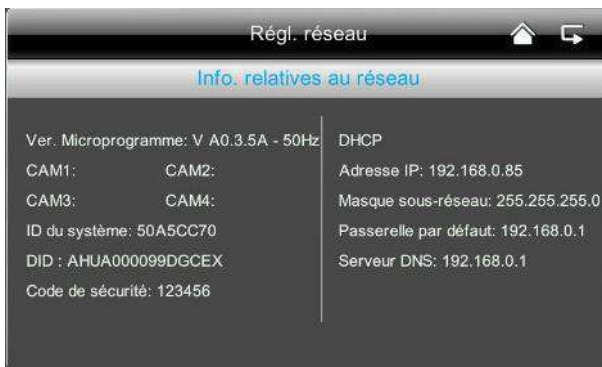 Régl. réseau
Info. relatives au réseau
Ver. Microprogramme: V A0.3.5A - 50Hz
CAM1: CAM2:
CAM3: CAM4:
ID du système: 50A5CC70
DID : AHUA000099DGCEX
Code de sécurité: 123456
DHCP
Adresse IP: 192.168.0.85
Masque sous-réseau: 255.255.255.0
Passerelle par défaut: 192.168.0.1
Serveur DNS: 192.168.0.1